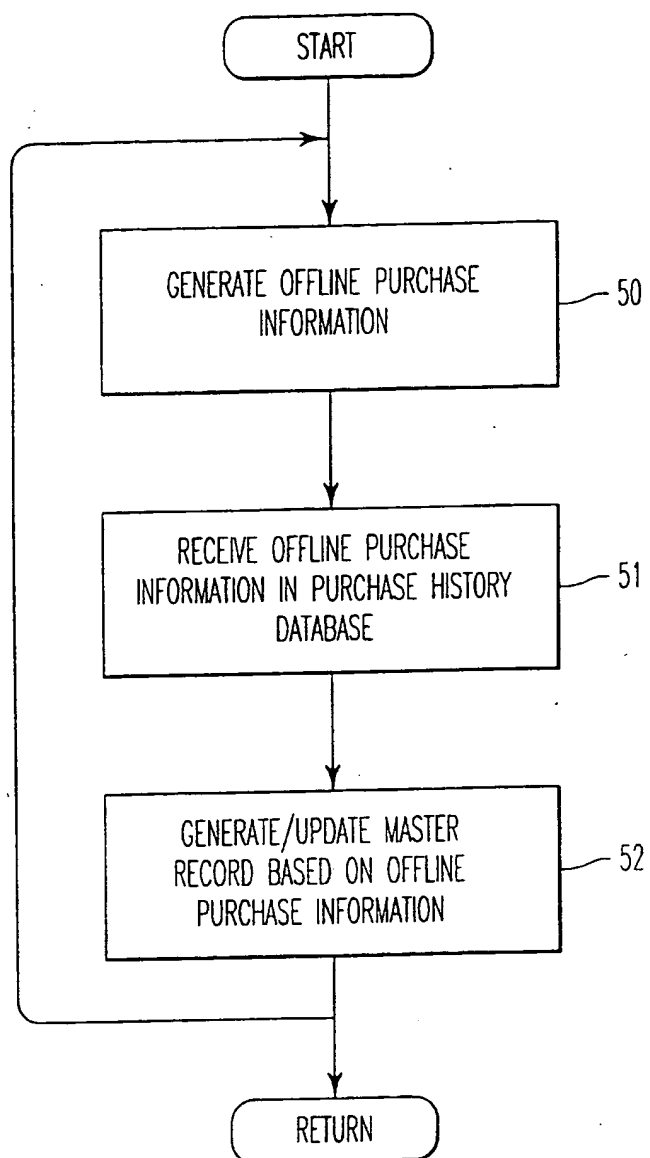 START
GENERATE OFFLINE PURCHASE
INFORMATION
50
RECEIVE OFFLINE PURCHASE
INFORMATION IN PURCHASE HISTORY
DATABASE
51
GENERATE/UPDATE MASTER
RECORD BASED ON OFFLINE
PURCHASE INFORMATION
52
RETURN